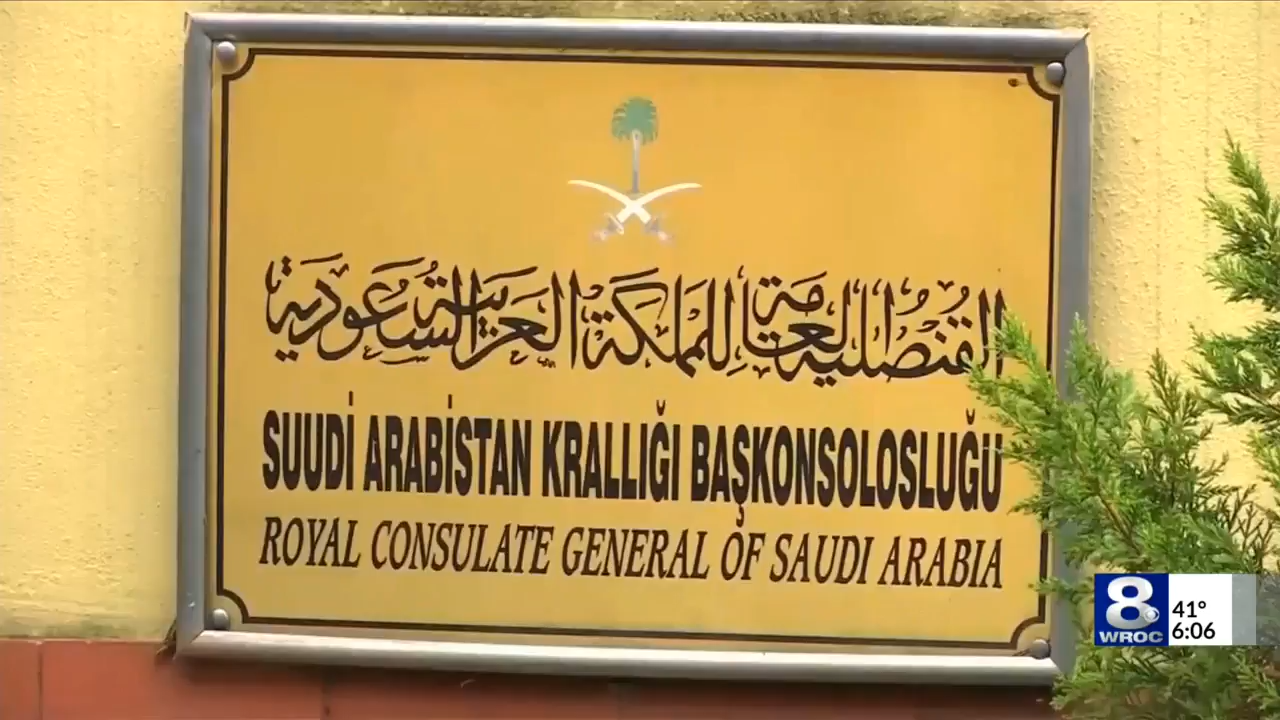 القنصلية العامة للمملكة العربية السعودية
SUUDİ ARABİSTAN KRALLIĞI BAŞKONSOLOSLUĞU
ROYAL CONSULATE GENERAL OF SAUDI ARABIA
8
WROC
41°
6:06